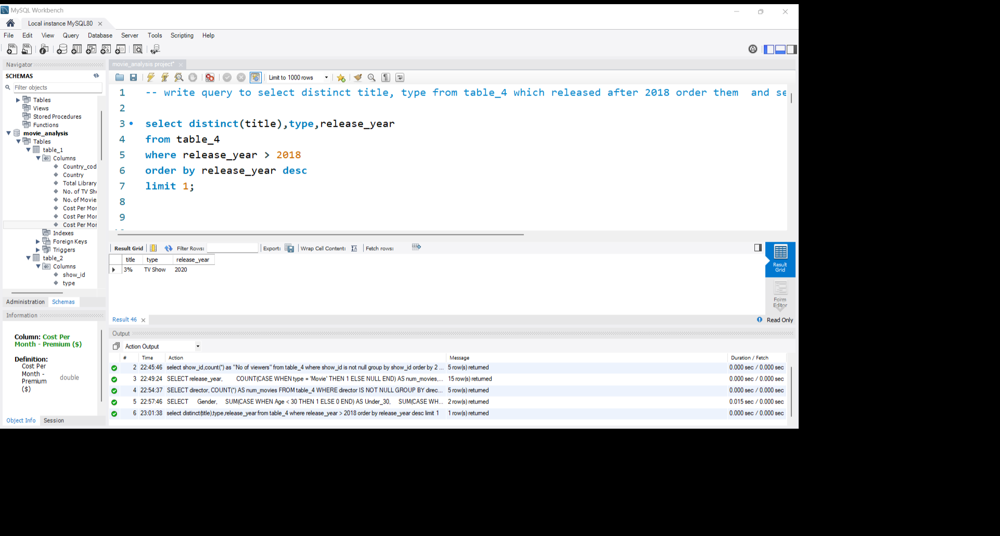 MySQL Workbench
Local instance MySQL80
File Edit View Query Database Server Tools Scripting Help
Navigator
SCHEMAS
Filter objects
Tables
Views
Stored Procedures
Functions
movie_analysis
Tables
table_1
Columns
Country_cod
Country
Total Library
No. of TV Sh
No. of Movie
Cost Per Mor
Cost Per Mor
Cost Per Mor
Indexes
Foreign Keys
Triggers
table_2
Columns
show_id
type
Administration Schemas
Information
Column: Cost Per
Month - Premium ($)
Definition:
Cost Per
Month -
Premium
($)
double
Object Info Session
movie_analysis project*
Limit to 1000 rows
1 -- write query to select distinct title, type from table_4 which released after 2018 order them  and se
2
3 select distinct(title),type,release_year
4 from table_4
5 where release_year > 2018
6 order by release_year desc
7 limit 1;
8
9
Result Grid Filter Rows: Export: Wrap Cell Content: Fetch rows:
title type release_year
3% TV Show 2020
Result
Grid
Form
Editor
Result 46
Read Only
Output
Action Output
# Time Action Message Duration / Fetch
2 22:45:46 select show_id,count(*) as "No of viewers" from table_4 where show_id is not null group by show_id order by 2 ... 5 row(s) returned 0.000 sec / 0.000 sec
3 22:49:24 SELECT release_year, COUNT(CASE WHEN type = 'Movie' THEN 1 ELSE NULL END) AS num_movies,... 15 row(s) returned 0.000 sec / 0.000 sec
4 22:54:37 SELECT director, COUNT(*) AS num_movies FROM table_4 WHERE director IS NOT NULL GROUP BY direc... 5 row(s) returned 0.000 sec / 0.000 sec
5 22:57:46 SELECT Gender, SUM(CASE WHEN Age < 30 THEN 1 ELSE 0 END) AS Under_30, SUM(CASE WH... 2 row(s) returned 0.015 sec / 0.000 sec
6 23:01:38 select distinct(title),type,release_year from table_4 where release_year > 2018 order by release_year desc limit 1 1 row(s) returned 0.000 sec / 0.000 sec